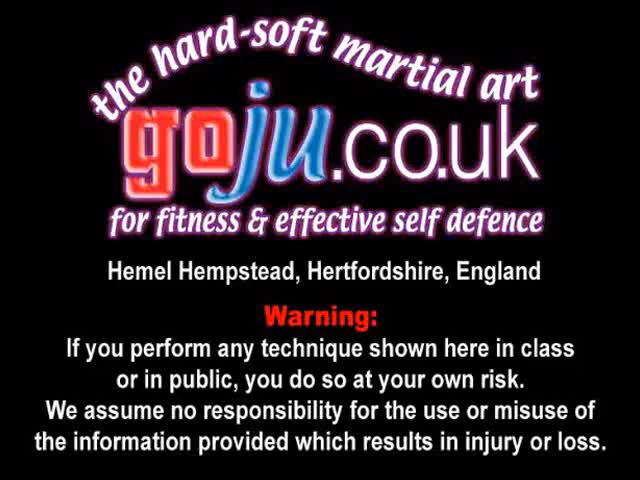 the hard-soft martial art
goju.co.uk
for fitness & effective self defence
Hemel Hempstead, Hertfordshire, England
Warning:
If you perform any technique shown here in class
or in public, you do so at your own risk.
We assume no responsibility for the use or misuse of
the information provided which results in injury or loss.